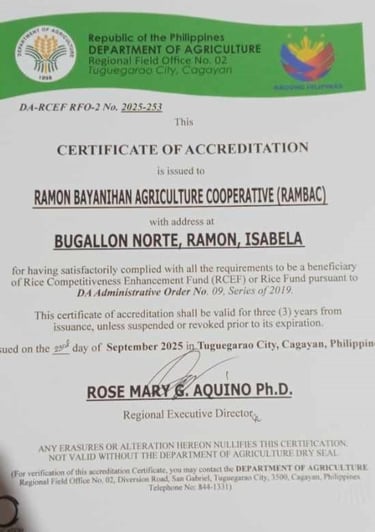 Republic of the Philippines
DEPARTMENT OF AGRICULTURE
Regional Field Office No. 02
Tuguegarao City, Cagayan
DEPARTMENT OF AGRICULTURE
1898
BAGONG PILIPINAS
DA-RCEF RFO-2 No. 2025-253
This
CERTIFICATE OF ACCREDITATION
is issued to
RAMON BAYANIHAN AGRICULTURE COOPERATIVE (RAMBAC)
with address at
BUGALLON NORTE, RAMON, ISABELA
for having satisfactorily complied with all the requirements to be a beneficiary
of Rice Competitiveness Enhancement Fund (RCEF) or Rice Fund pursuant to
DA Administrative Order No. 09, Series of 2019.
This certificate of accreditation shall be valid for three (3) years from
issuance, unless suspended or revoked prior to its expiration.
sued on the day of September 2025 in Tuguegarao City, Cagayan, Philippin
ROSE MARY G. AQUINO Ph.D.
Regional Executive Director
ANY ERASURES OR ALTERATION HEREON NULLIFIES THIS CERTIFICATION.
NOT VALID WITHOUT THE DEPARTMENT OF AGRICULTURE DRY SEAL
(For verification of this accreditation Certificate, you may contact the DEPARTMENT OF AGRICULTURE
Regional Field Office No. 02, Diversion Road, San Gabriel, Tuguegarao City, 3500, Cagayan, Philippines.
Telephone No: 844-1331)